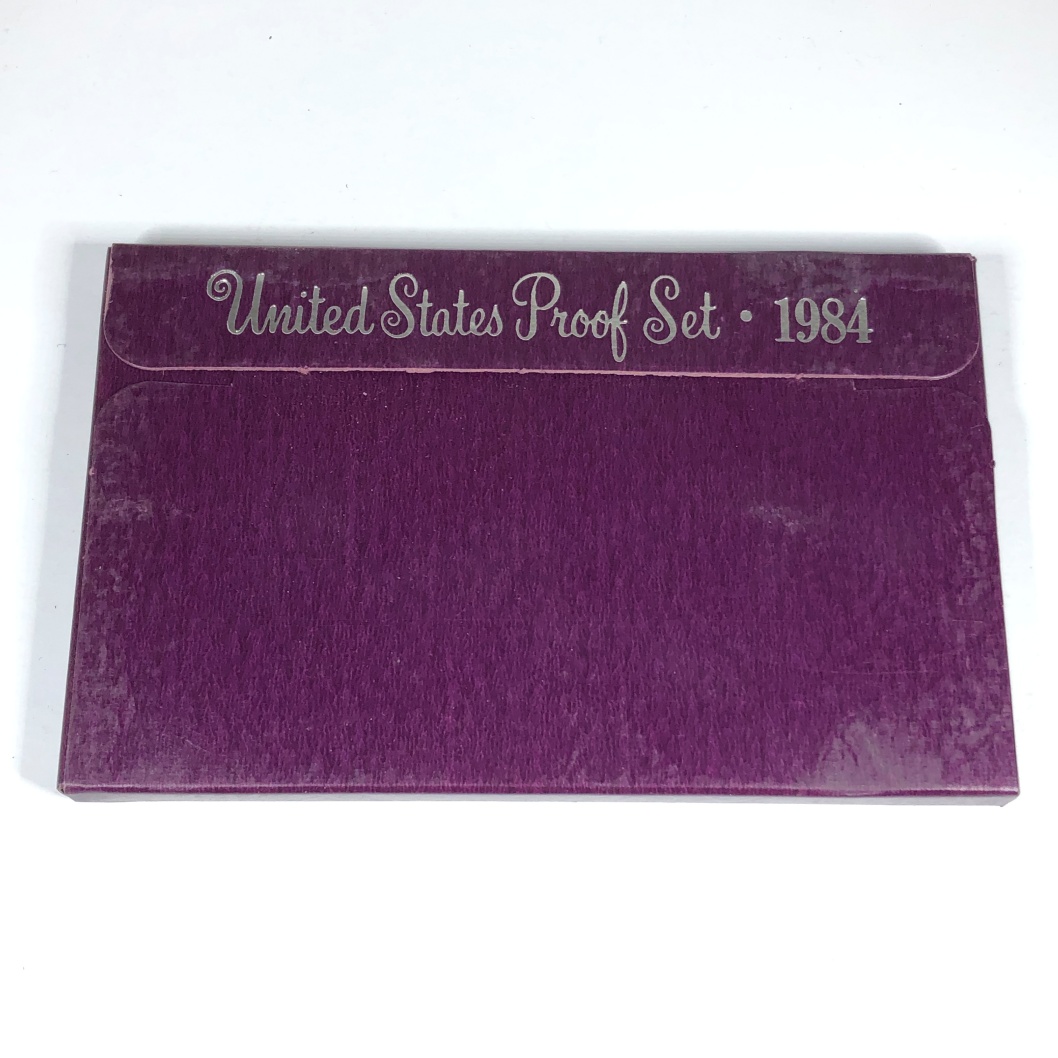 United States Proof Set · 1984